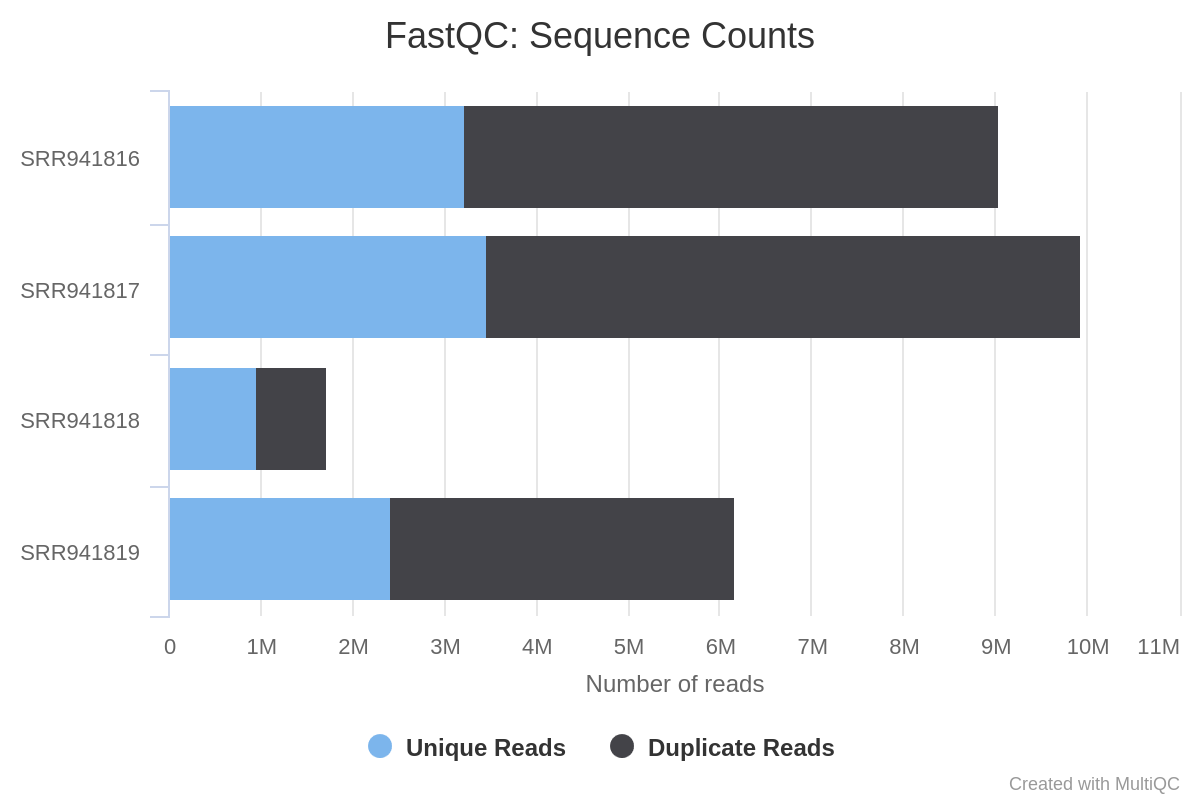 FastQC: Sequence Counts
SRR941816
SRR941817
SRR941818
SRR941819
0 1M 2M 3M 4M 5M 6M 7M 8M 9M 10M 11M
Number of reads
Unique Reads Duplicate Reads
Created with MultiQC